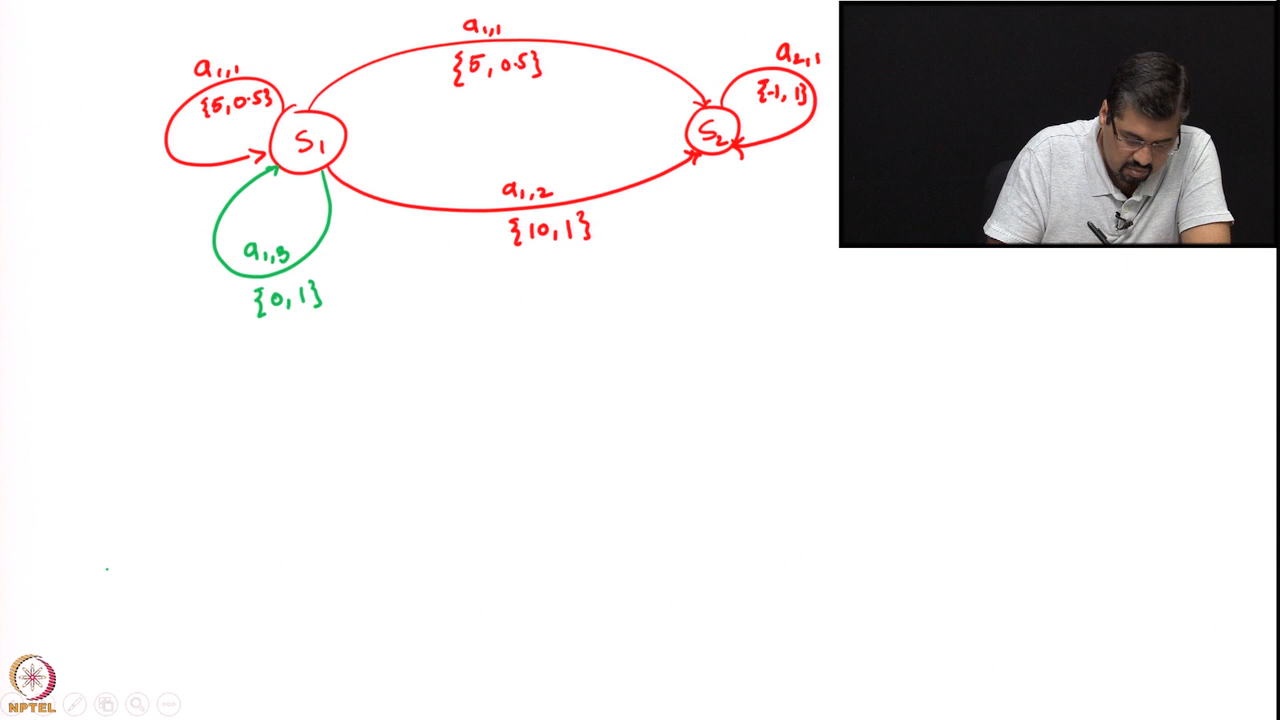 a1,1
{5, 0.5}
a2,1
{-1, 1}
a1,1
{5, 0.5}
S1
S2
a1,2
{10, 1}
a1,3
{0, 1}
NPTEL